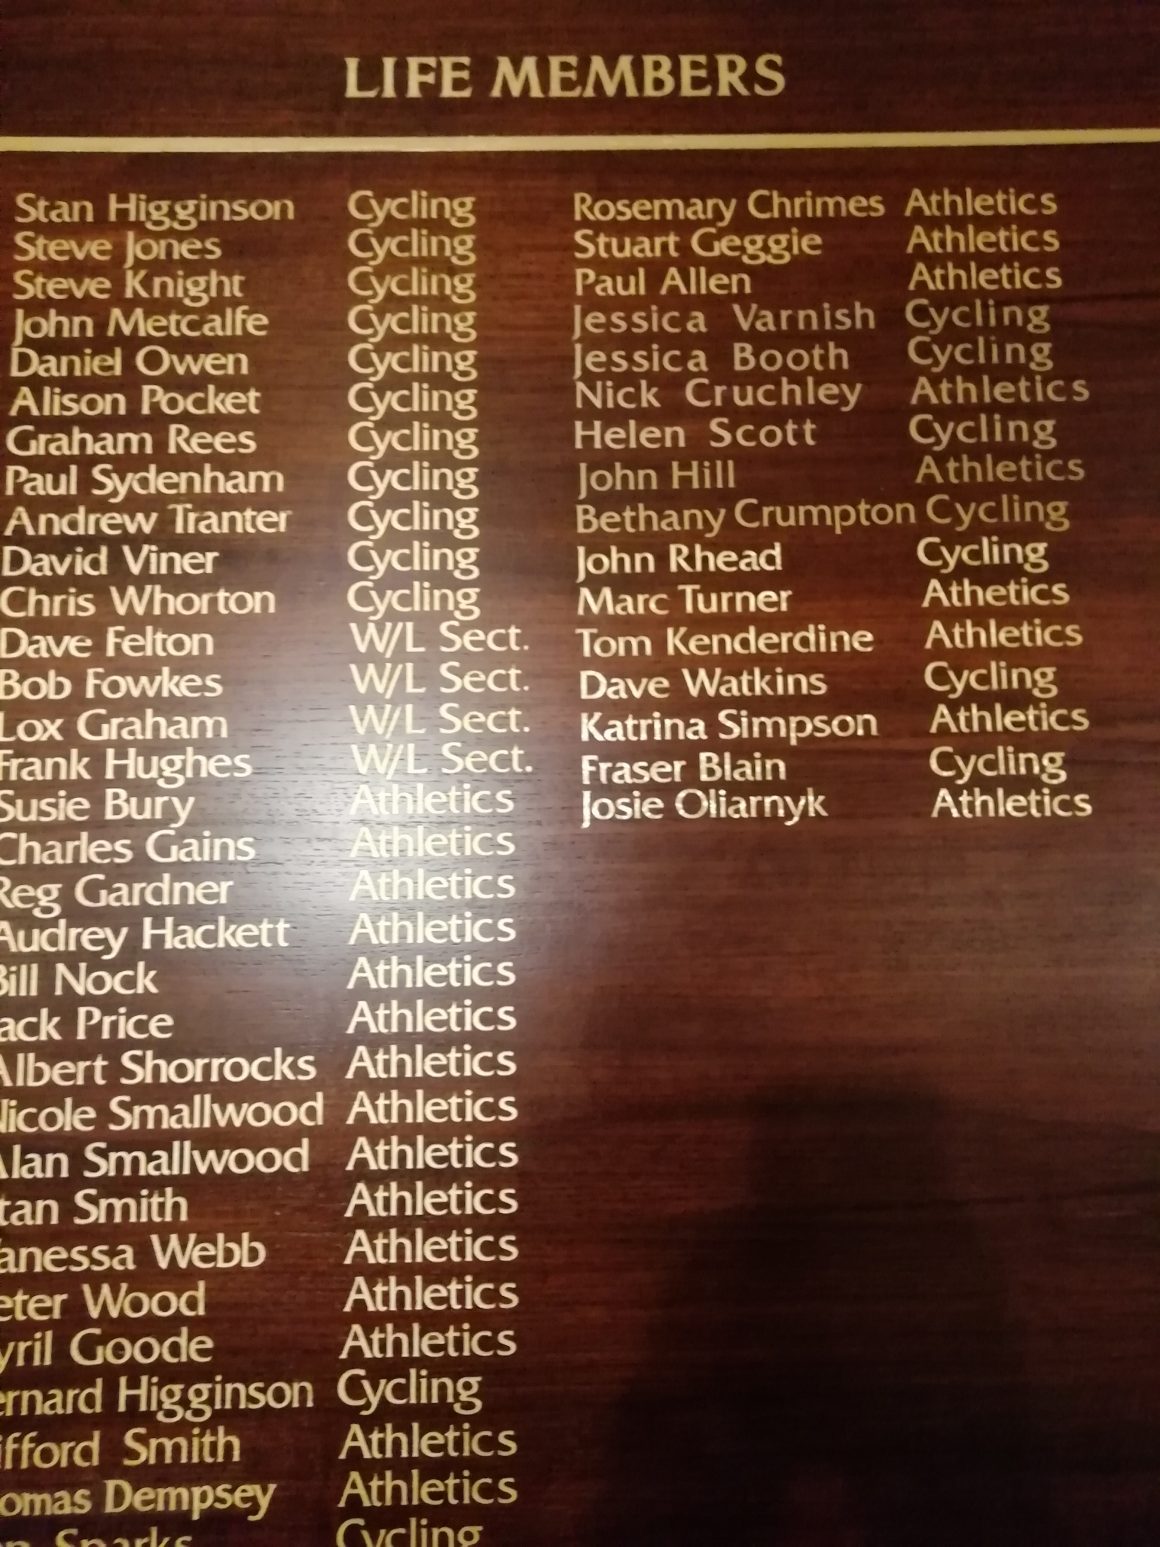 LIFE MEMBERS
Stan Higginson Cycling
Steve Jones Cycling
Steve Knight Cycling
John Metcalfe Cycling
Daniel Owen Cycling
Alison Pocket Cycling
Graham Rees Cycling
Paul Sydenham Cycling
Andrew Tranter Cycling
David Viner Cycling
Chris Whorton Cycling
Dave Felton W/L Sect.
Bob Fowkes W/L Sect.
Lox Graham W/L Sect.
Frank Hughes W/L Sect.
Susie Bury Athletics
Charles Gains Athletics
Reg Gardner Athletics
Audrey Hackett Athletics
Bill Nock Athletics
ack Price Athletics
Albert Shorrocks Athletics
Nicole Smallwood Athletics
Alan Smallwood Athletics
tan Smith Athletics
anessa Webb Athletics
eter Wood Athletics
yril Goode Athletics
ernard Higginson Cycling
ifford Smith Athletics
omas Dempsey Athletics
Sparks Cycling
Rosemary Chrimes Athletics
Stuart Geggie Athletics
Paul Allen Athletics
Jessica Varnish Cycling
Jessica Booth Cycling
Nick Cruchley Athletics
Helen Scott Cycling
John Hill Athletics
Bethany Crumpton Cycling
John Rhead Cycling
Marc Turner Athetics
Tom Kenderdine Athletics
Dave Watkins Cycling
Katrina Simpson Athletics
Fraser Blain Cycling
Josie Oliarnyk Athletics